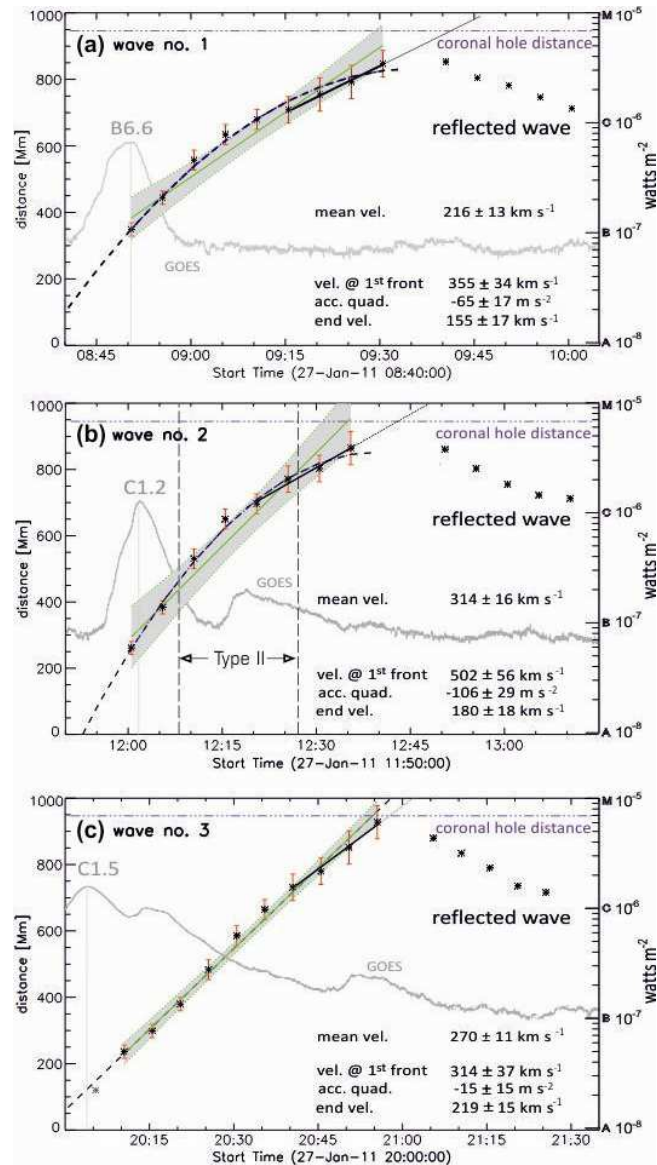 1000
M 10⁻⁵
(a) wave no. 1
coronal hole distance
800
B6.6
C 10⁻⁶
reflected wave
600
distance [Mm]
watts m⁻²
mean vel. 216 ± 13 km s⁻¹
400
B 10⁻⁷
GOES
vel. @ 1ˢᵗ front 355 ± 34 km s⁻¹
200
acc. quad. -65 ± 17 m s⁻²
end vel. 155 ± 17 km s⁻¹
0
A 10⁻⁸
08:45 09:00 09:15 09:30 09:45 10:00
Start Time (27-Jan-11 08:40:00)
1000
M 10⁻⁵
(b) wave no. 2
coronal hole distance
800
C1.2
C 10⁻⁶
reflected wave
600
distance [Mm]
watts m⁻²
GOES
mean vel. 314 ± 16 km s⁻¹
400
B 10⁻⁷
Type II
vel. @ 1ˢᵗ front 502 ± 56 km s⁻¹
200
acc. quad. -106 ± 29 m s⁻²
end vel. 180 ± 18 km s⁻¹
0
A 10⁻⁸
12:00 12:15 12:30 12:45 13:00
Start Time (27-Jan-11 11:50:00)
1000
M 10⁻⁵
(c) wave no. 3
coronal hole distance
800
C1.5
C 10⁻⁶
reflected wave
600
distance [Mm]
watts m⁻²
GOES
400
B 10⁻⁷
mean vel. 270 ± 11 km s⁻¹
200
vel. @ 1ˢᵗ front 314 ± 37 km s⁻¹
acc. quad. -15 ± 15 m s⁻²
end vel. 219 ± 15 km s⁻¹
0
A 10⁻⁸
20:15 20:30 20:45 21:00 21:15 21:30
Start Time (27-Jan-11 20:00:00)